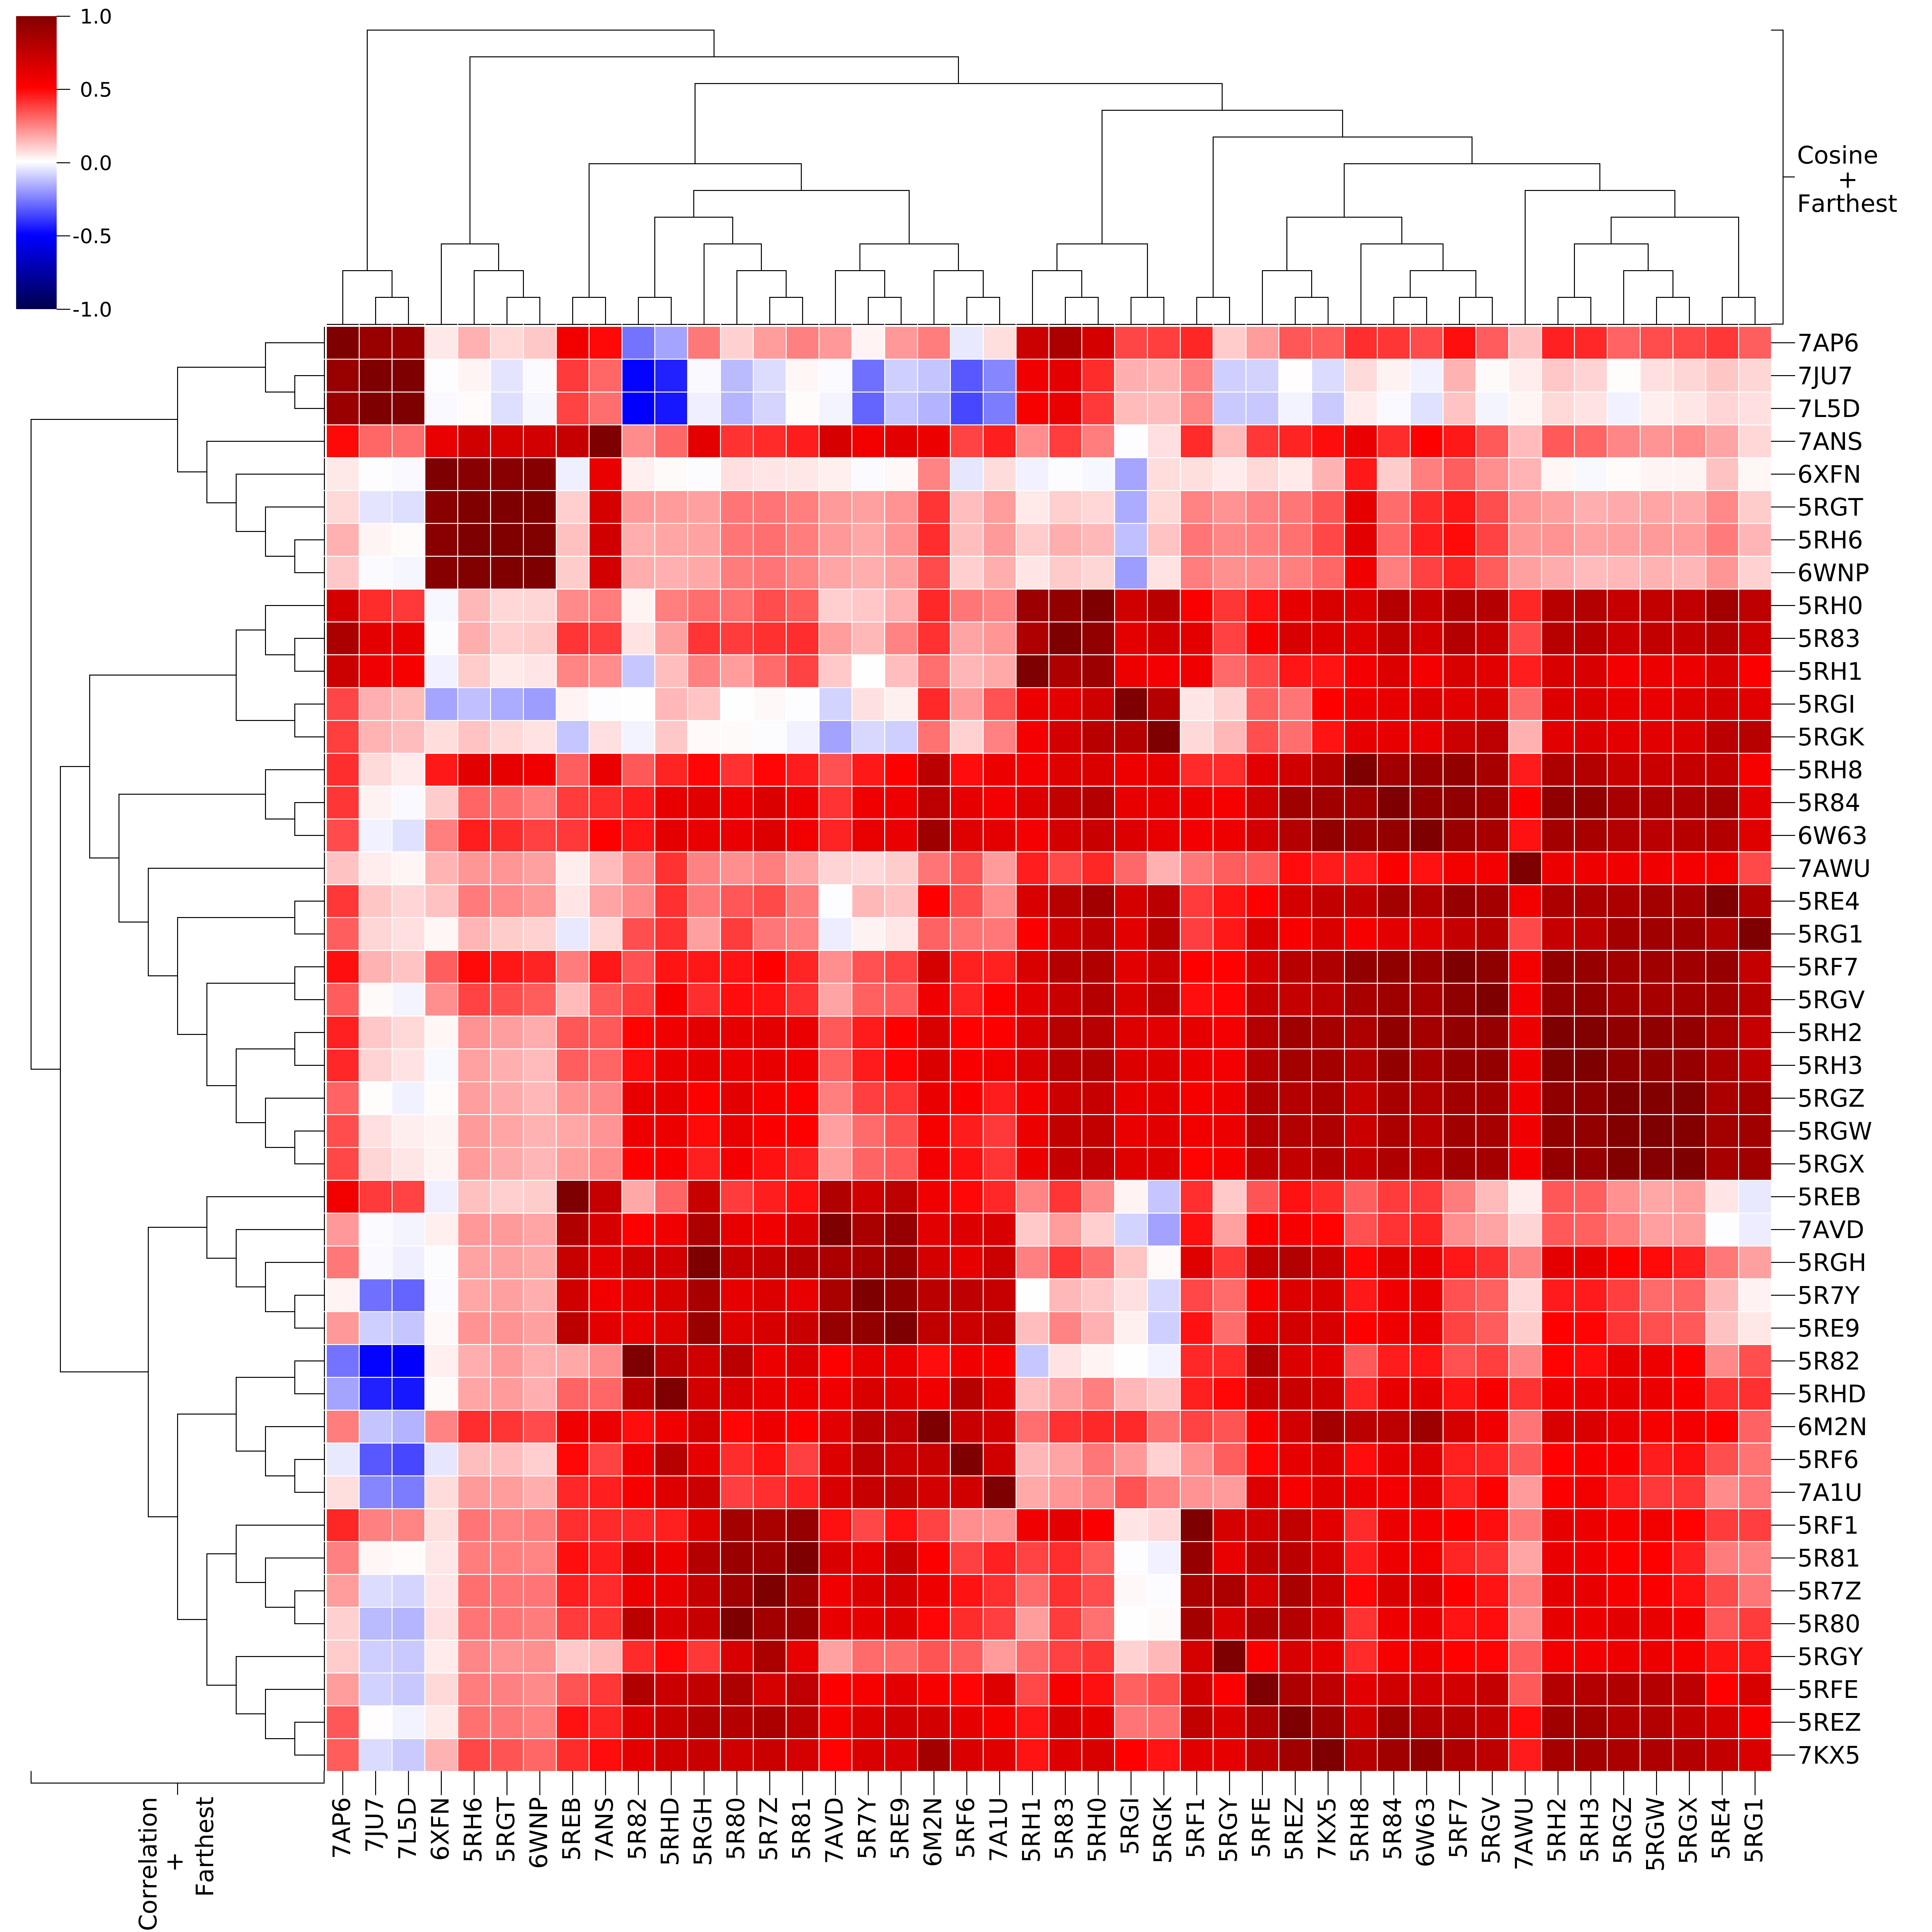 1.0
0.5
0.0
-0.5
-1.0
Cosine
+
Farthest
7AP6
7JU7
7L5D
7ANS
6XFN
5RGT
5RH6
6WNP
5RH0
5R83
5RH1
5RGI
5RGK
5RH8
5R84
6W63
7AWU
5RE4
5RG1
5RF7
5RGV
5RH2
5RH3
5RGZ
5RGW
5RGX
5REB
7AVD
5RGH
5R7Y
5RE9
5R82
5RHD
6M2N
5RF6
7A1U
5RF1
5R81
5R7Z
5R80
5RGY
5RFE
5REZ
7KX5
Correlation
+
Farthest
7AP6
7JU7
7L5D
6XFN
5RH6
5RGT
6WNP
5REB
7ANS
5R82
5RHD
5RGH
5R80
5R7Z
5R81
7AVD
5R7Y
5RE9
6M2N
5RF6
7A1U
5RH1
5R83
5RH0
5RGI
5RGK
5RF1
5RGY
5RFE
5REZ
7KX5
5RH8
5R84
6W63
5RF7
5RGV
7AWU
5RH2
5RH3
5RGZ
5RGW
5RGX
5RE4
5RG1